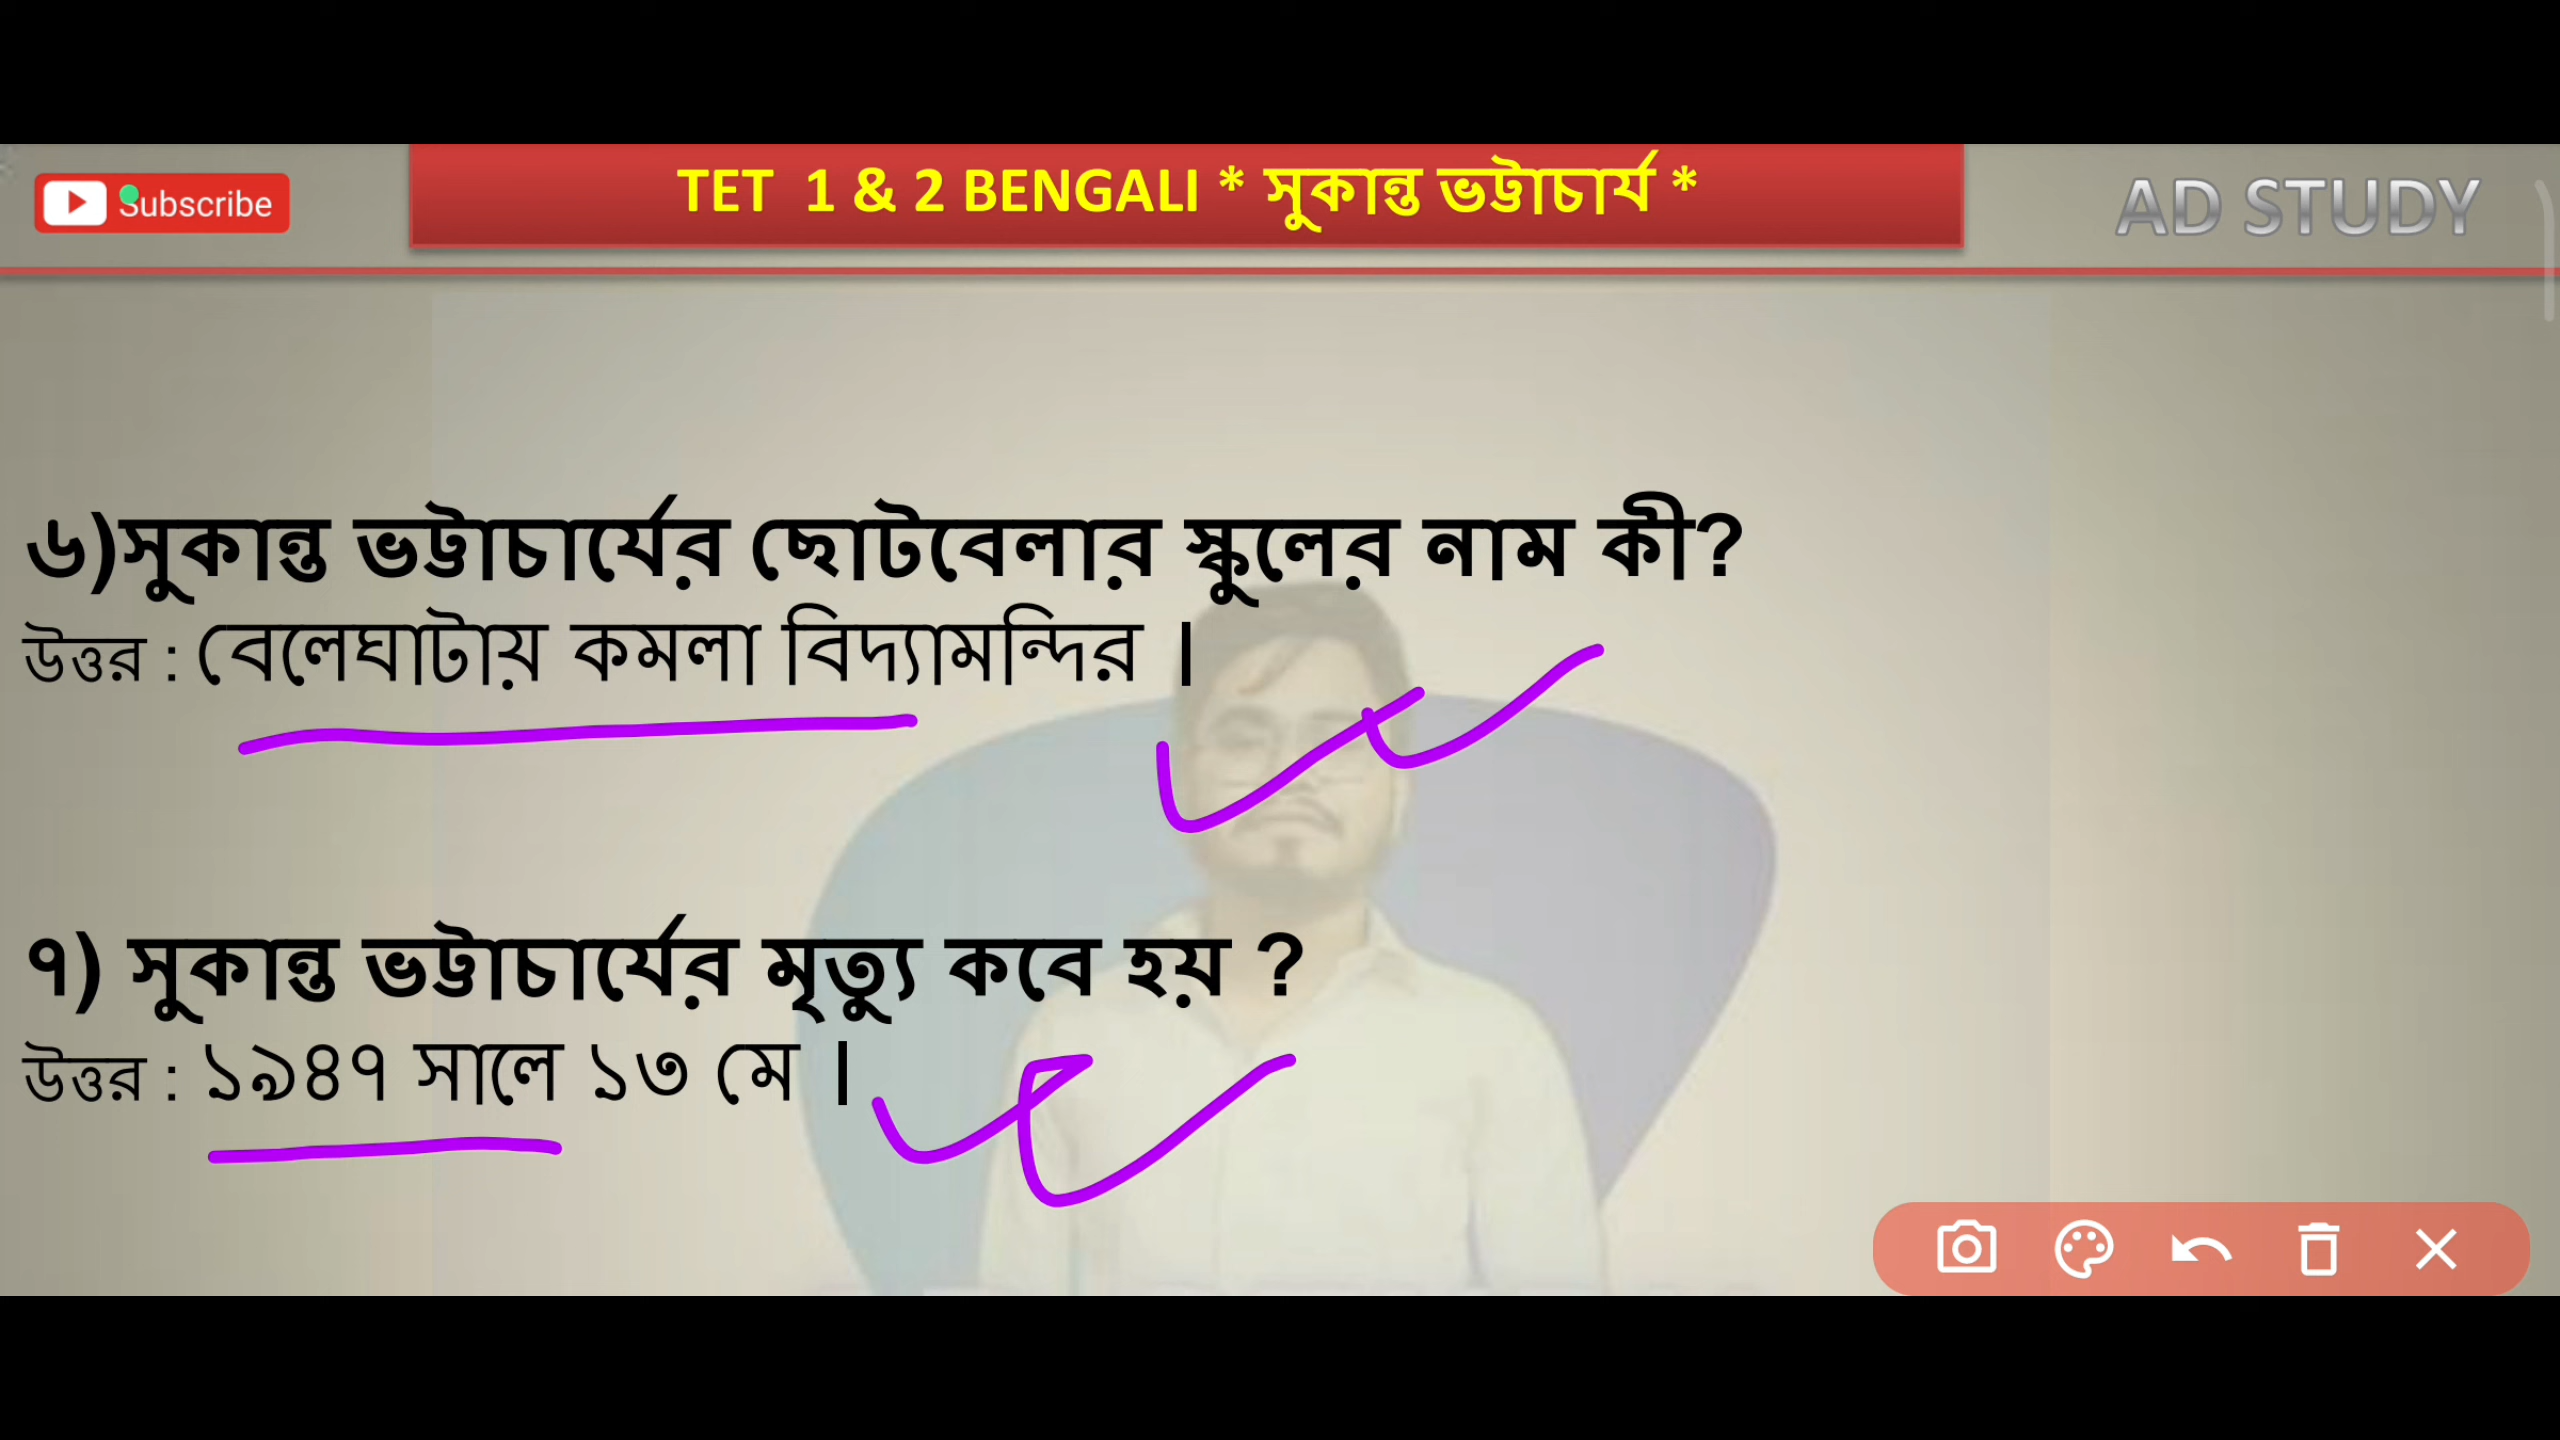 Subscribe
TET 1 & 2 BENGALI * সুকান্ত ভট্টাচার্য *
AD STUDY
৬)সুকান্ত ভট্টাচার্যের ছোটবেলার স্কুলের নাম কী?
উত্তর : বেলেঘাটায় কমলা বিদ্যামন্দির ।
৭) সুকান্ত ভট্টাচার্যের মৃত্যু কবে হয় ?
উত্তর : ১৯৪৭ সালে ১৩ মে ।